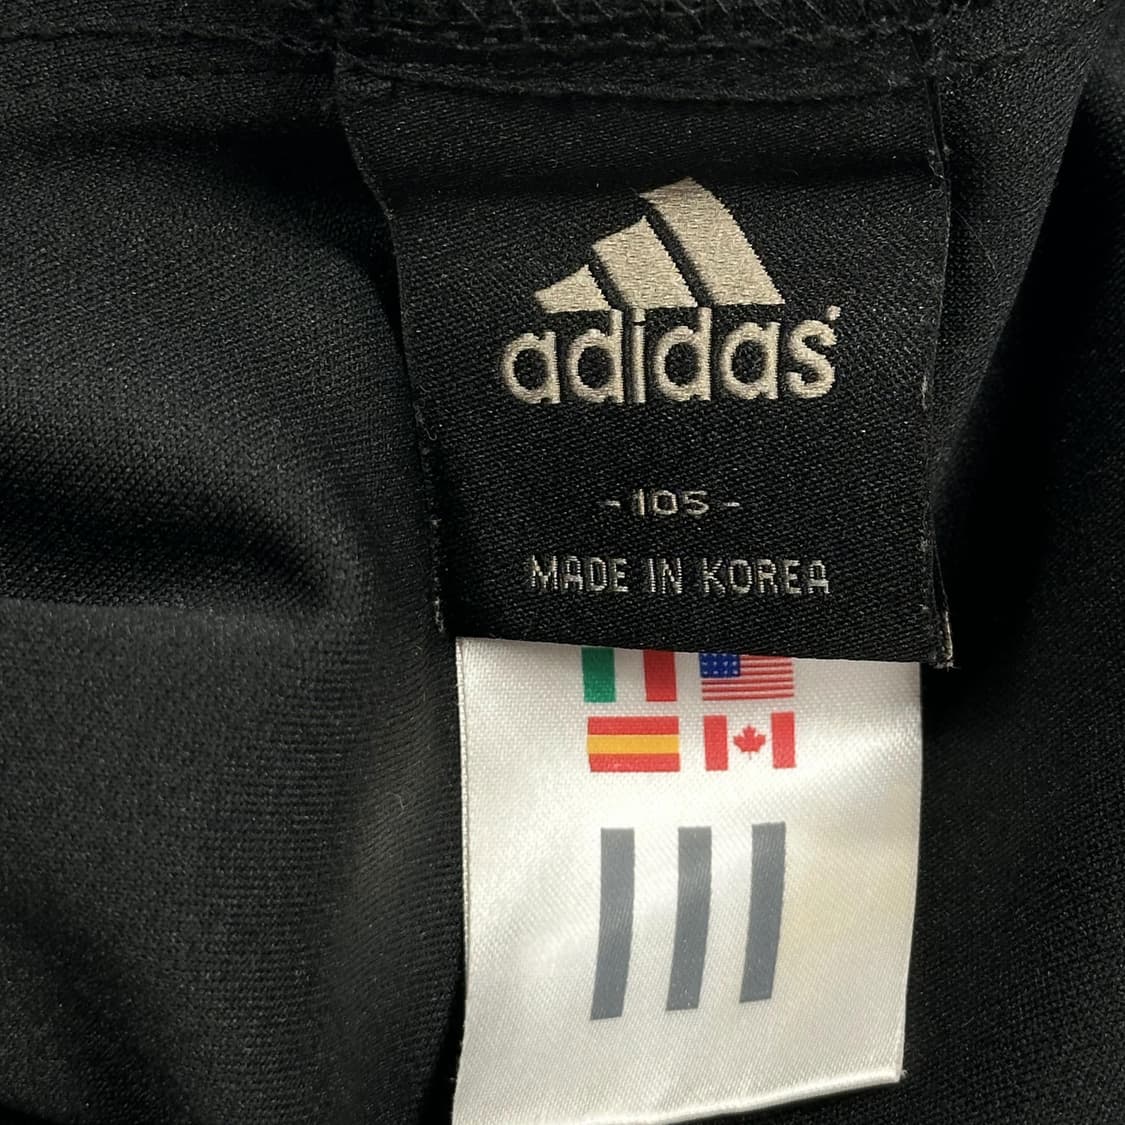 adidas
-105-
MADE IN KOREA